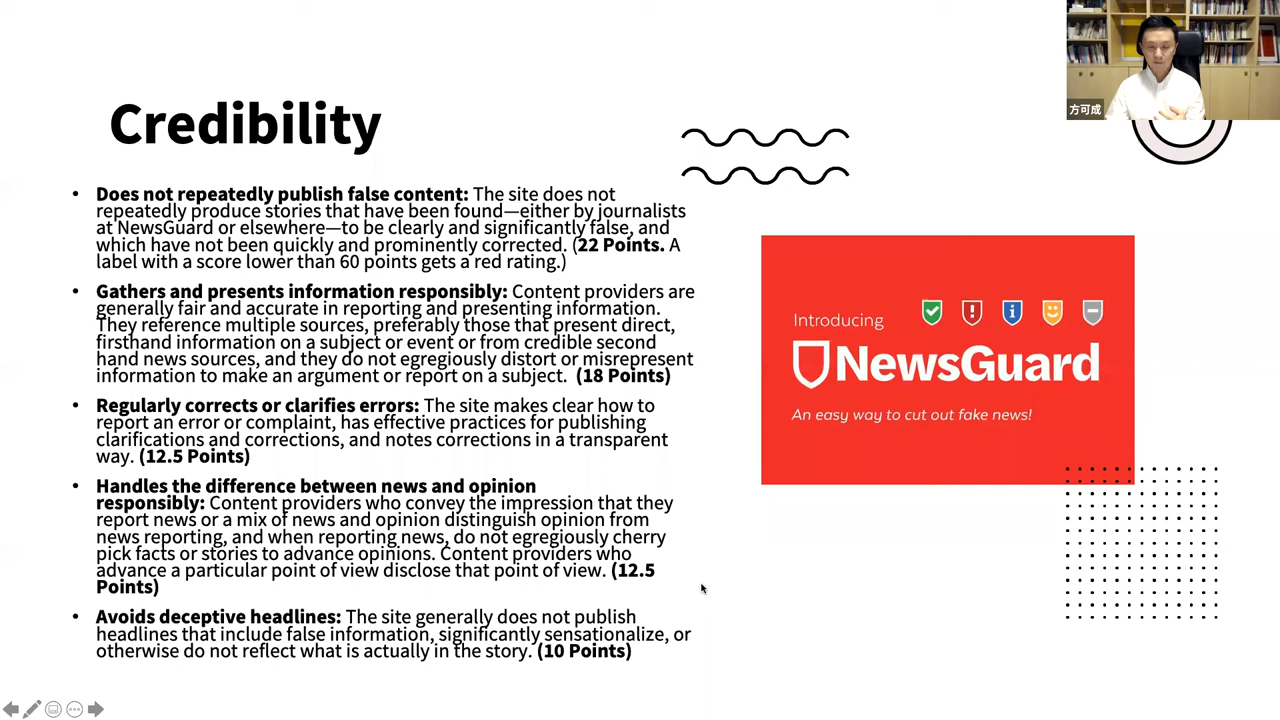 方可成
Credibility
• Does not repeatedly publish false content: The site does not
repeatedly produce stories that have been found—either by journalists
at NewsGuard or elsewhere—to be clearly and significantly false, and
which have not been quickly and prominently corrected. (22 Points. A
label with a score lower than 60 points gets a red rating.)
• Gathers and presents information responsibly: Content providers are
generally fair and accurate in reporting and presenting information.
They reference multiple sources, preferably those that present direct,
firsthand information on a subject or event or from credible second
hand news sources, and they do not egregiously distort or misrepresent
information to make an argument or report on a subject. (18 Points)
• Regularly corrects or clarifies errors: The site makes clear how to
report an error or complaint, has effective practices for publishing
clarifications and corrections, and notes corrections in a transparent
way. (12.5 Points)
• Handles the difference between news and opinion
responsibly: Content providers who convey the impression that they
report news or a mix of news and opinion distinguish opinion from
news reporting, and when reporting news, do not egregiously cherry
pick facts or stories to advance opinions. Content providers who
advance a particular point of view disclose that point of view. (12.5
Points)
• Avoids deceptive headlines: The site generally does not publish
headlines that include false information, significantly sensationalize, or
otherwise do not reflect what is actually in the story. (10 Points)
Introducing
NewsGuard
An easy way to cut out fake news!